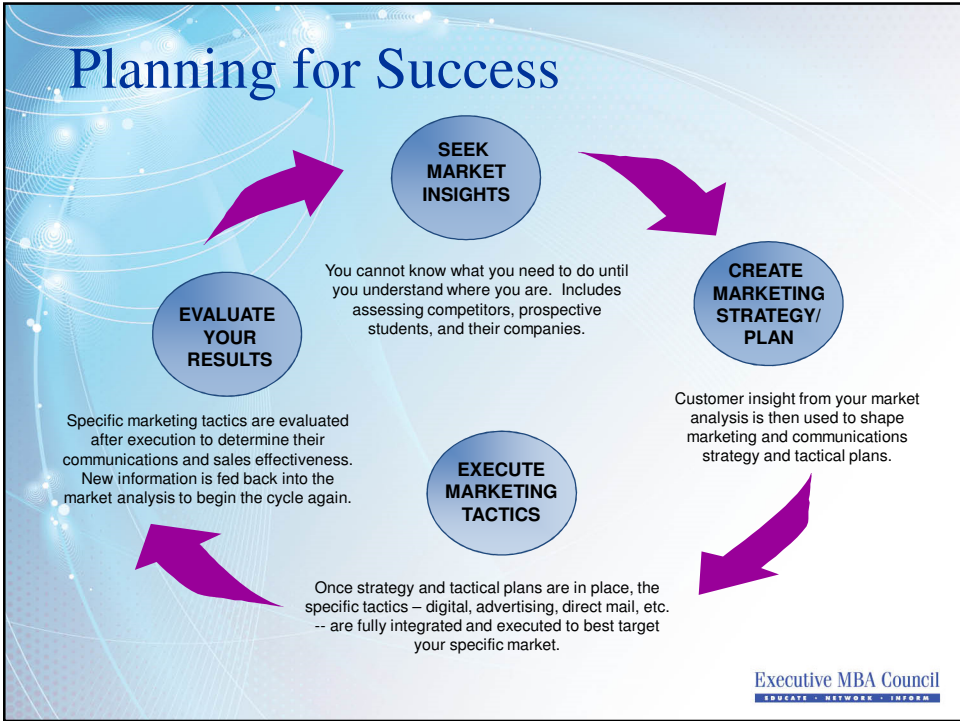 Planning for Success
SEEK
MARKET
INSIGHTS
You cannot know what you need to do until
you understand where you are.  Includes
assessing competitors, prospective
students, and their companies.
CREATE
MARKETING
STRATEGY/
PLAN
Customer insight from your market
analysis is then used to shape
marketing and communications
strategy and tactical plans.
EXECUTE
MARKETING
TACTICS
Once strategy and tactical plans are in place, the
specific tactics – digital, advertising, direct mail, etc.
-- are fully integrated and executed to best target
your specific market.
EVALUATE
YOUR
RESULTS
Specific marketing tactics are evaluated
after execution to determine their
communications and sales effectiveness.
New information is fed back into the
market analysis to begin the cycle again.
Executive MBA Council
EDUCATE • NETWORK • INFORM